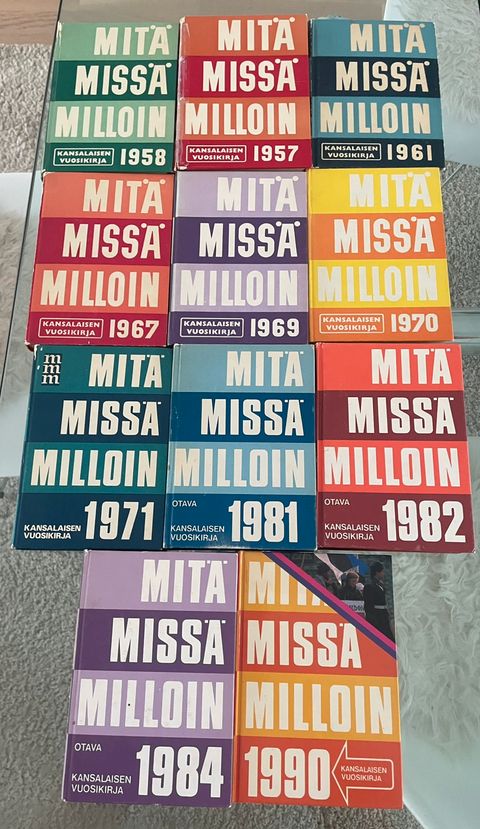 MITÄ
MISSÄ
MILLOIN
KANSALAISEN
VUOSIKIRJA
1958
MITÄ
MISSÄ
MILLOIN
KANSALAISEN
VUOSIKIRJA
1957
MITÄ
MISSÄ
MILLOIN
KANSALAISEN
VUOSIKIRJA
1961
MITÄ
MISSÄ
MILLOIN
KANSALAISEN
VUOSIKIRJA
1967
MITÄ
MISSÄ
MILLOIN
KANSALAISEN
VUOSIKIRJA
1969
MITÄ
MISSÄ
MILLOIN
KANSALAISEN
VUOSIKIRJA
1970
m
m
m
MITÄ
MISSÄ
MILLOIN
KANSALAISEN
VUOSIKIRJA
1971
MITÄ
MISSÄ
MILLOIN
OTAVA
KANSALAISEN
VUOSIKIRJA
1981
MITÄ
MISSÄ
MILLOIN
OTAVA
KANSALAISEN
VUOSIKIRJA
1982
MITÄ
MISSÄ
MILLOIN
OTAVA
KANSALAISEN
VUOSIKIRJA
1984
MITÄ
MISSÄ
MILLOIN
1990
KANSALAISEN
VUOSIKIRJA